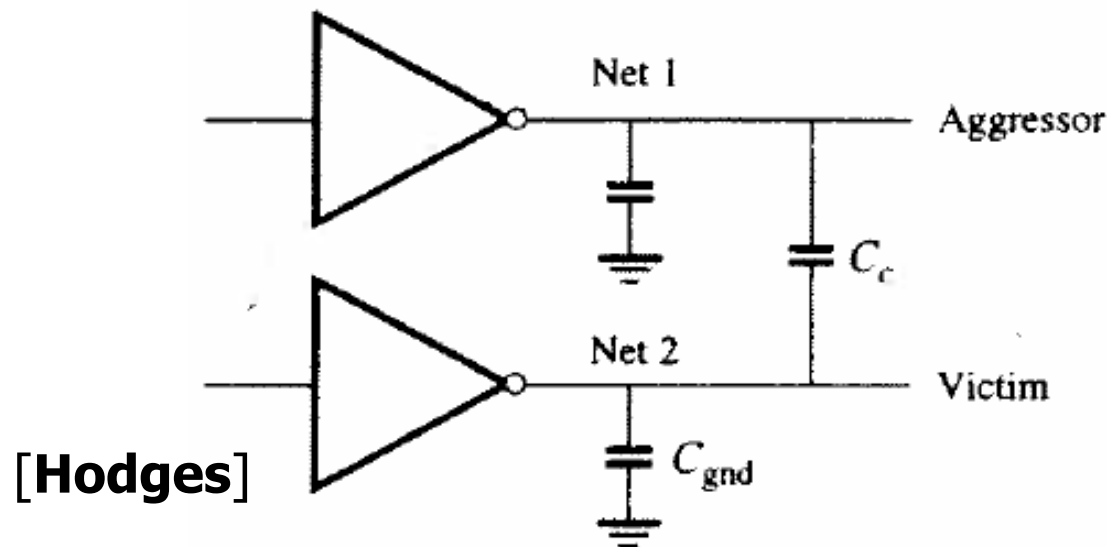 Net 1
Aggressor
C_c
Net 2
Victim
[Hodges]
C_gnd